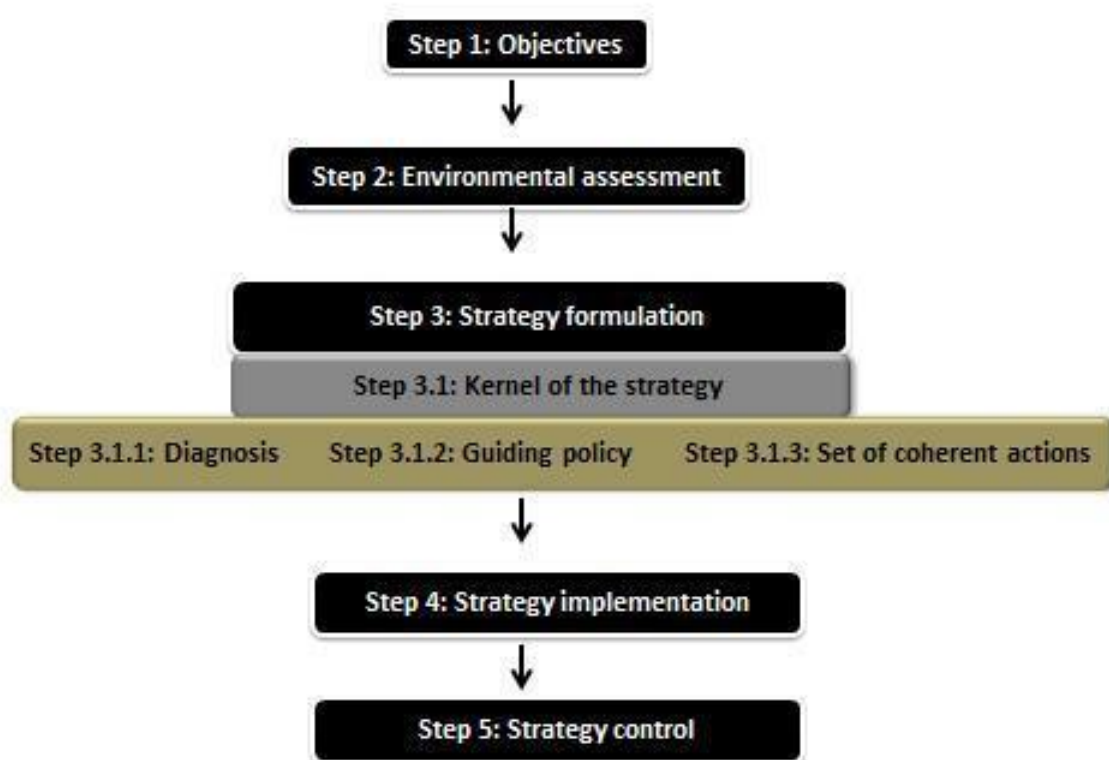 Step 1: Objectives
Step 2: Environmental assessment
Step 3: Strategy formulation
Step 3.1: Kernel of the strategy
Step 3.1.1: Diagnosis Step 3.1.2: Guiding policy Step 3.1.3: Set of coherent actions
Step 4: Strategy implementation
Step 5: Strategy control